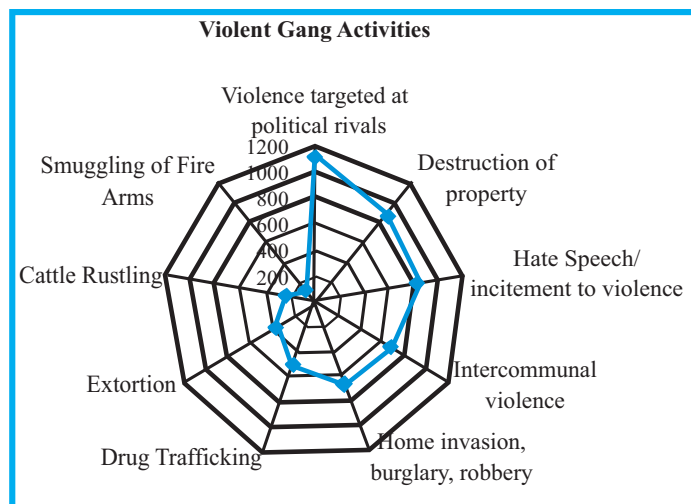 Violent Gang Activities
Violence targeted at
political rivals
1200
1000
800
600
400
200
Destruction of
property
Hate Speech/
incitement to violence
Intercommunal
violence
Home invasion,
burglary, robbery
Drug Trafficking
Extortion
Cattle Rustling
Smuggling of Fire
Arms